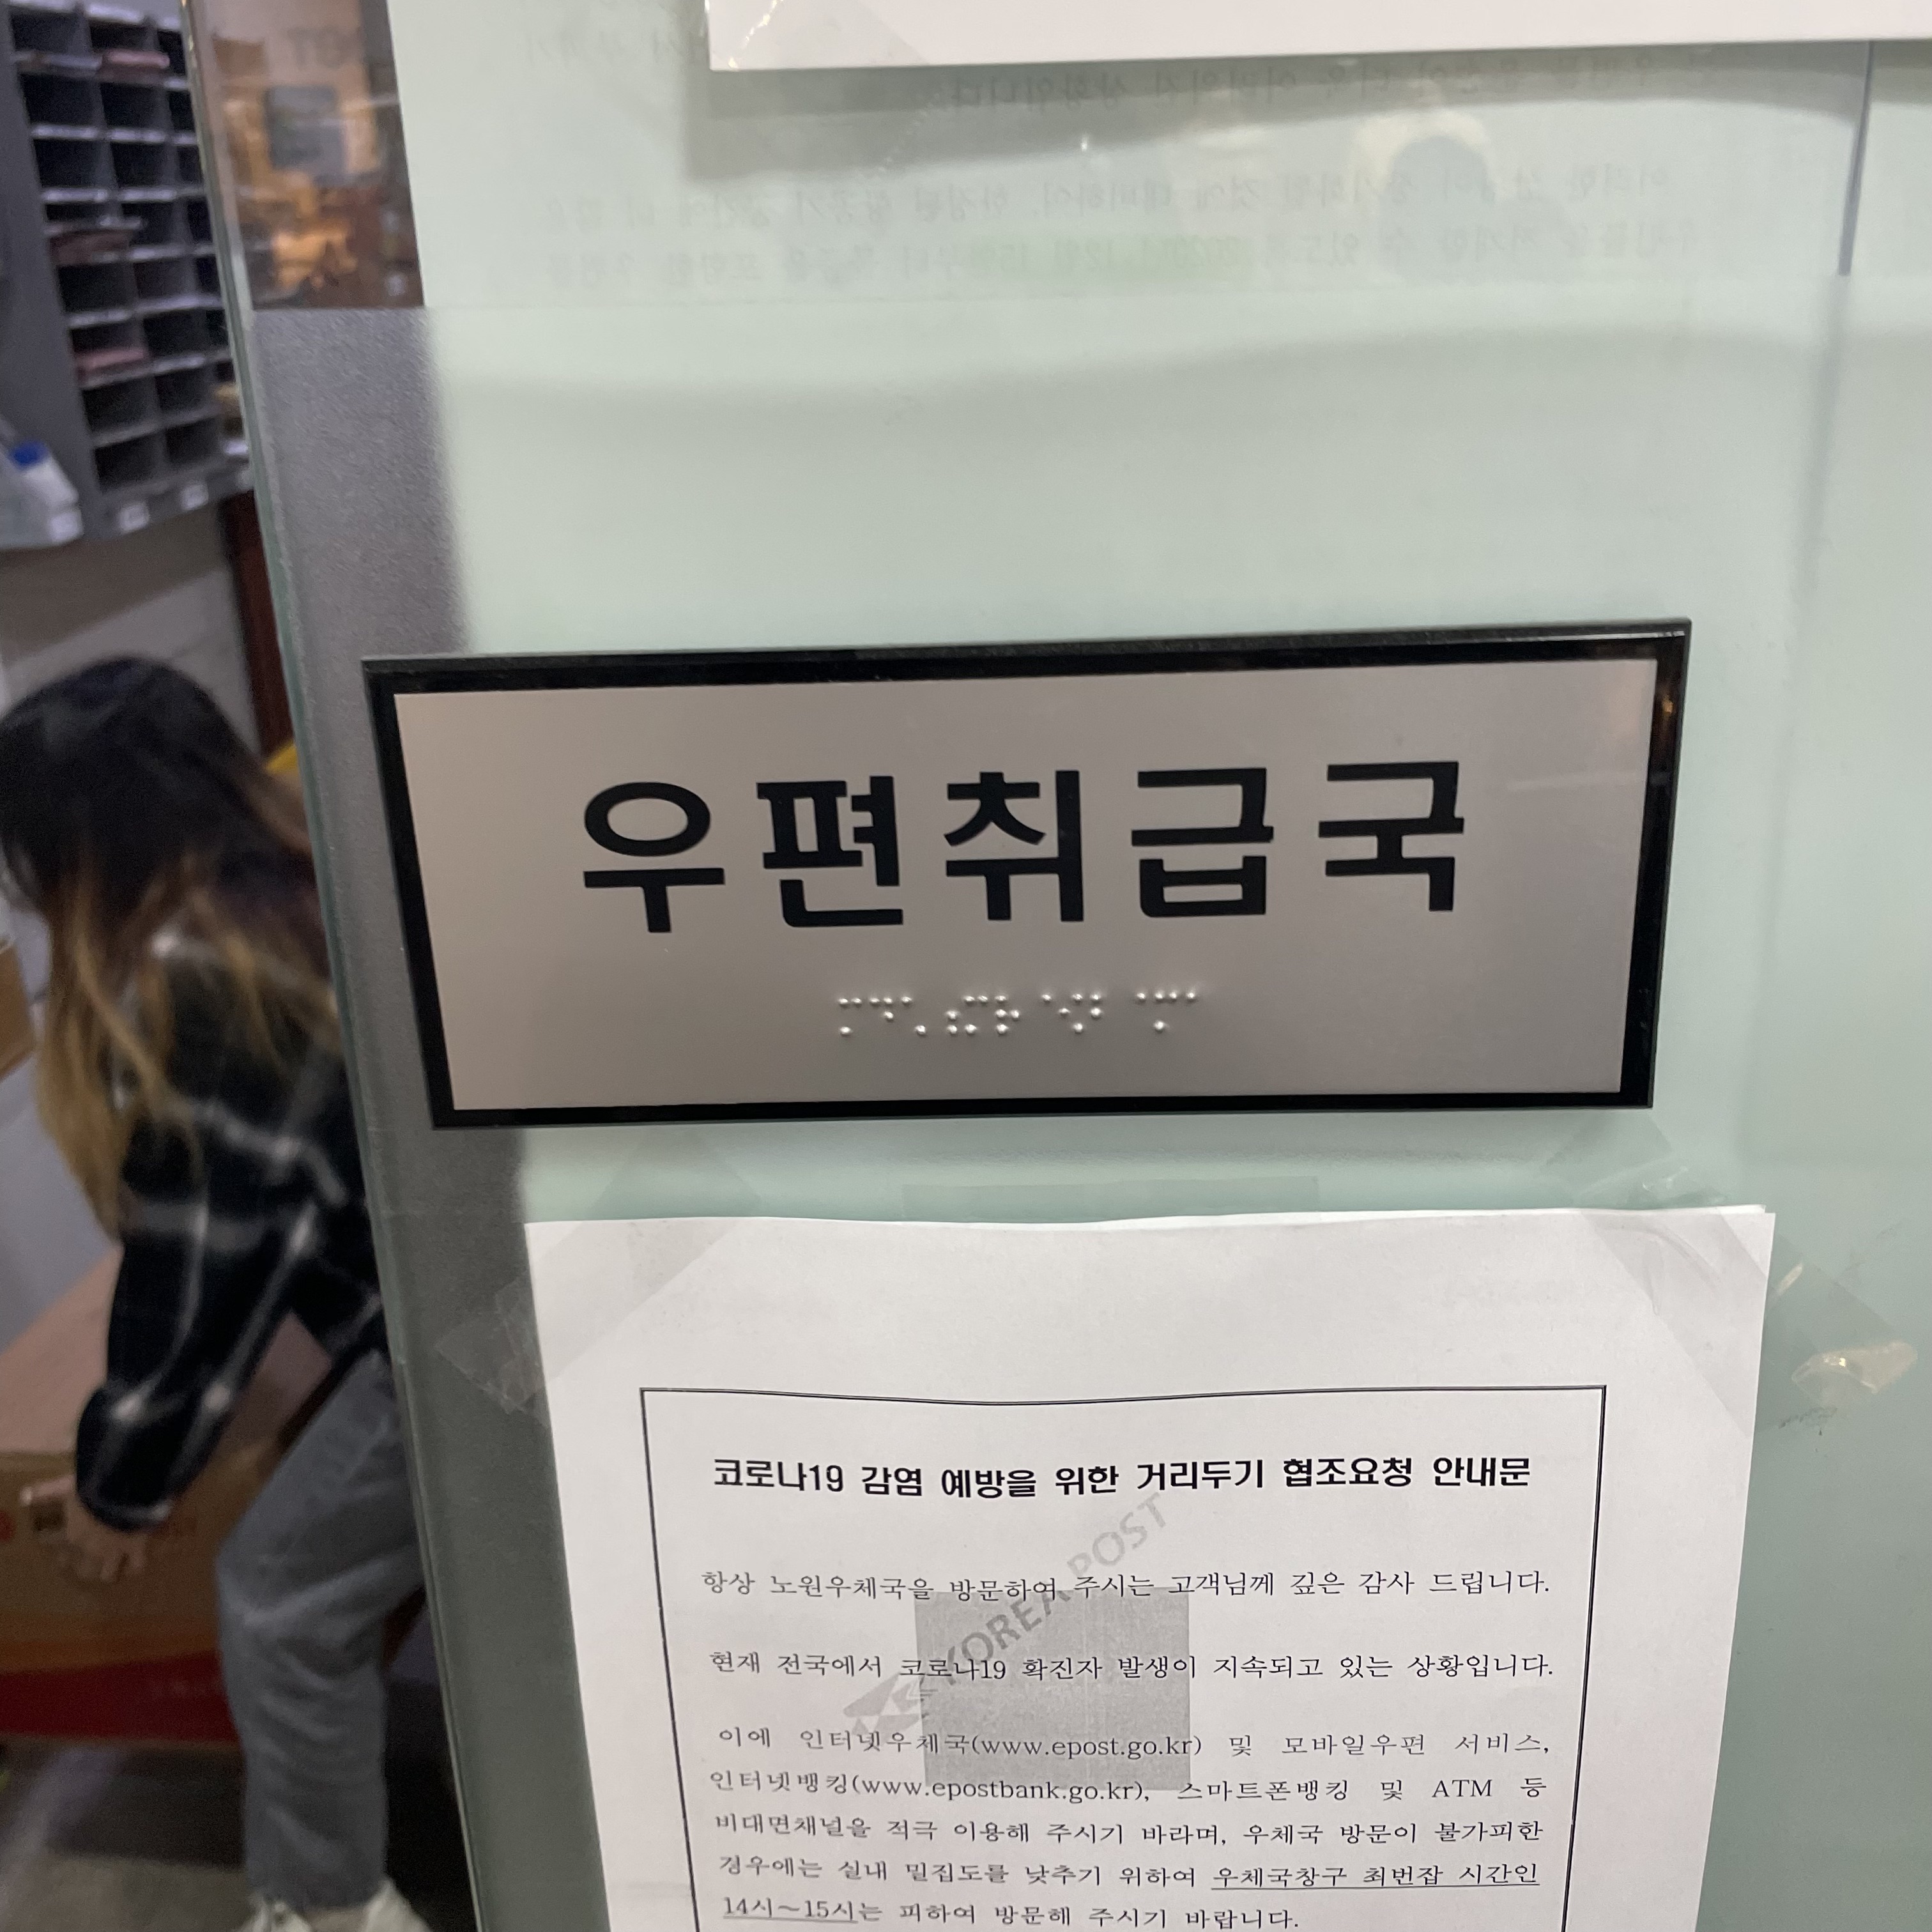 우편취급국
코로나19 감염 예방을 위한 거리두기 협조요청 안내문
항상 노원우체국을 방문하여 주시는 고객님께 깊은 감사 드립니다.
KOREA POST
현재 전국에서 코로나19 확진자 발생이 지속되고 있는 상황입니다.
이에 인터넷우체국(www.epost.go.kr) 및 모바일우편 서비스,
인터넷뱅킹(www.epostbank.go.kr), 스마트폰뱅킹 및 ATM 등
비대면채널을 적극 이용해 주시기 바라며, 우체국 방문이 불가피한
경우에는 실내 밀집도를 낮추기 위하여 우체국창구 최번잡 시간인
14시~15시는 피하여 방문해 주시기 바랍니다.